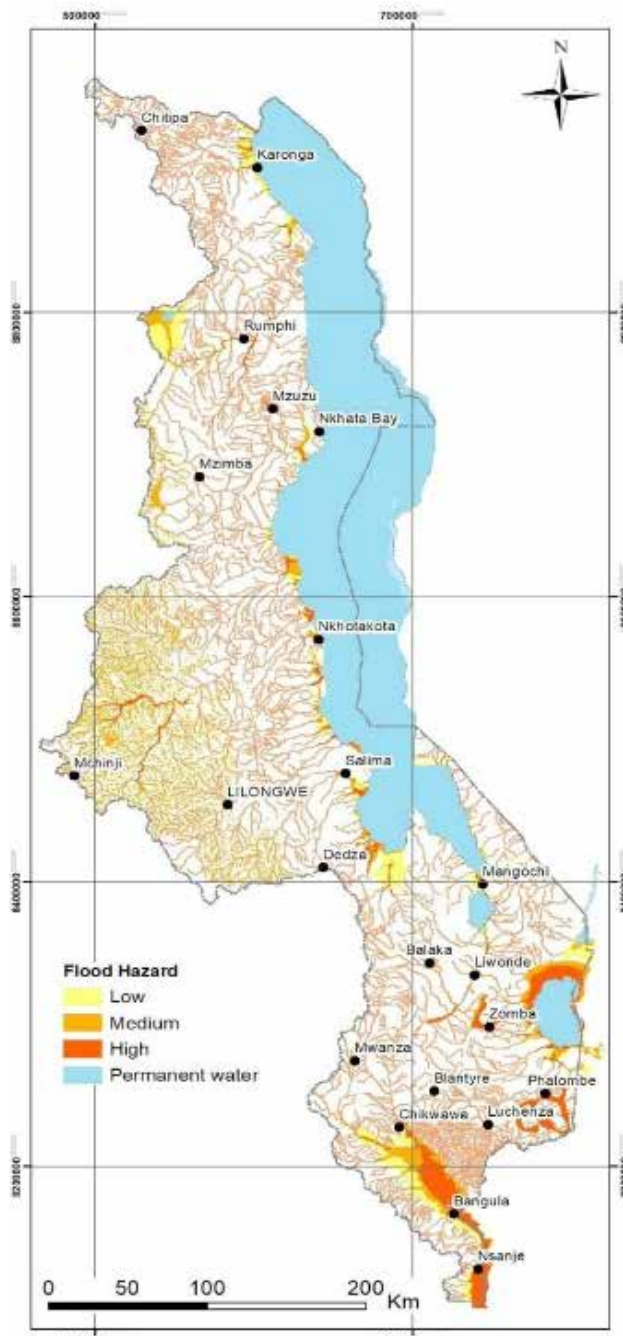 500000 700000
N
Chitipa
Karonga
Rumphi
Mzuzu
Nkhata Bay
Mzimba
Nkhotakota
Mchinji
Salima
LILONGWE
Dedza
Mangochi
Balaka
Liwonde
Flood Hazard
Low
Medium
High
Permanent water
Zomba
Mwanza
Blantyre
Phalombe
Chikwawa
Luchenza
Bangula
Nsanje
0 50 100 200
Km